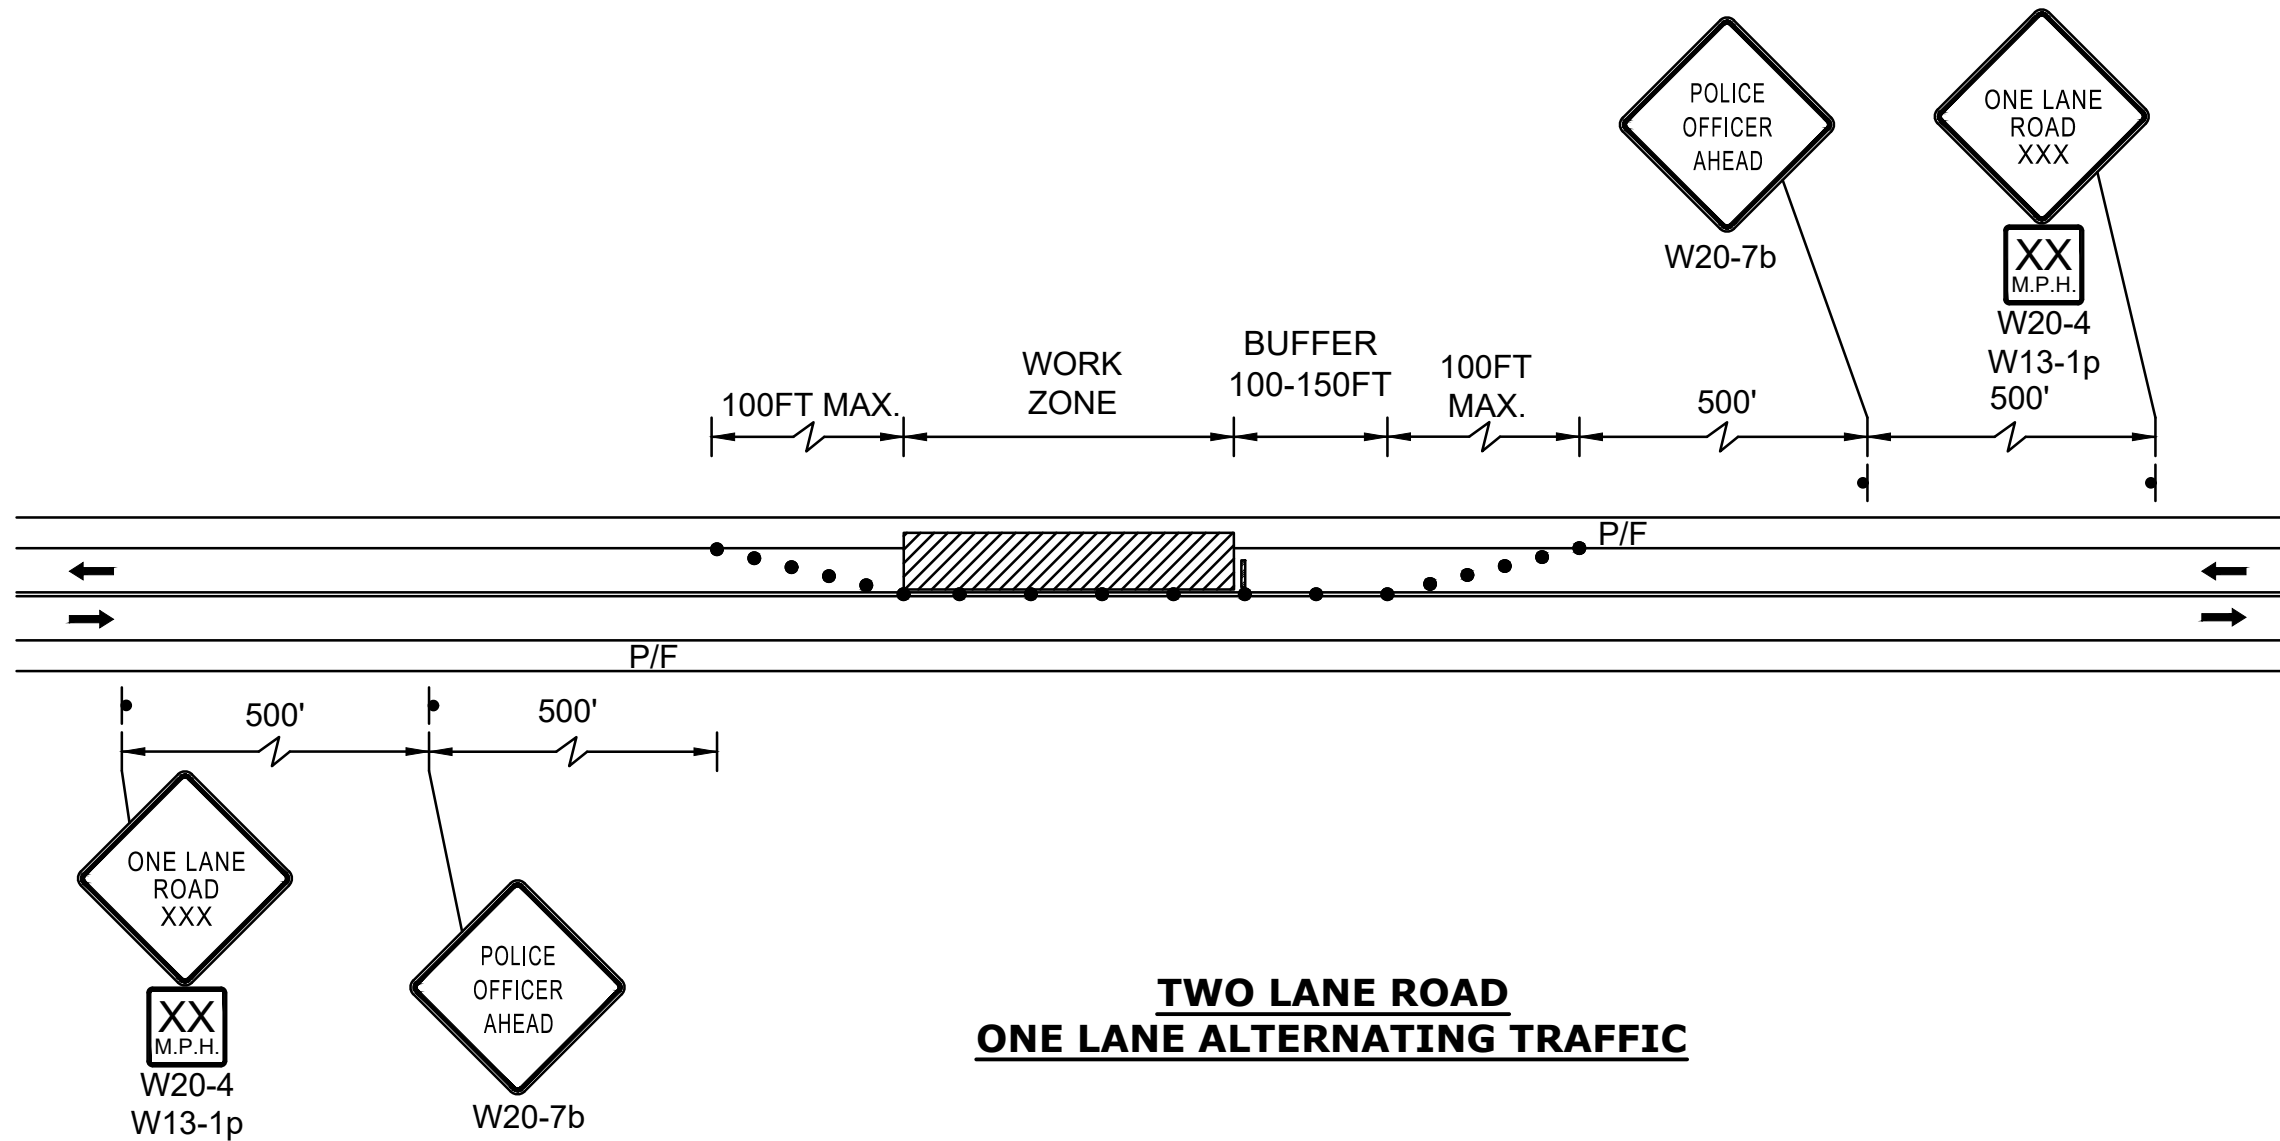 POLICE
OFFICER
AHEAD
W20-7b
ONE LANE
ROAD
XXX
XX
M.P.H.
W20-4
W13-1p
100FT MAX.
WORK
ZONE
BUFFER
100-150FT
100FT
MAX.
500'
500'
P/F
P/F
500'
500'
ONE LANE
ROAD
XXX
XX
M.P.H.
W20-4
W13-1p
POLICE
OFFICER
AHEAD
W20-7b
TWO LANE ROAD
ONE LANE ALTERNATING TRAFFIC